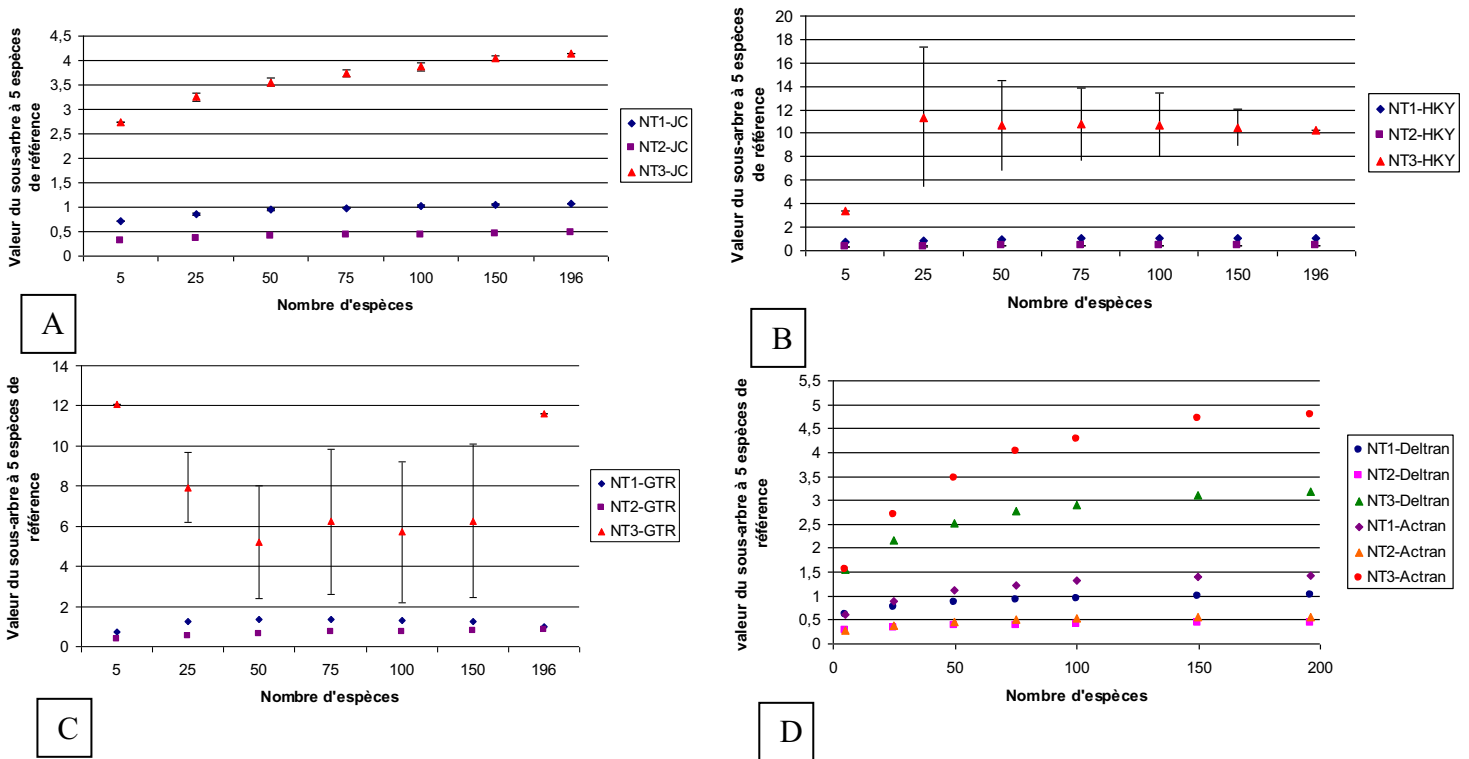 Valeur du sous-arbre à 5 espèces
de référence
4,5
4
3,5
3
2,5
2
1,5
1
0,5
0
5 25 50 75 100 150 196
Nombre d'espèces
NT1-JC
NT2-JC
NT3-JC
A
Valeur du sous-arbre à 5 espèces
de référence
20
18
16
14
12
10
8
6
4
2
0
5 25 50 75 100 150 196
Nombre d'espèces
NT1-HKY
NT2-HKY
NT3-HKY
B
Valeur du sous-arbre à 5 espèces de
référence
14
12
10
8
6
4
2
0
5 25 50 75 100 150 196
Nombre d'espèces
NT1-GTR
NT2-GTR
NT3-GTR
C
valeur du sous-arbre à 5 espèces de
référence
5,5
5
4,5
4
3,5
3
2,5
2
1,5
1
0,5
0
0 50 100 150 200
Nombre d'espèces
NT1-Deltran
NT2-Deltran
NT3-Deltran
NT1-Actran
NT2-Actran
NT3-Actran
D